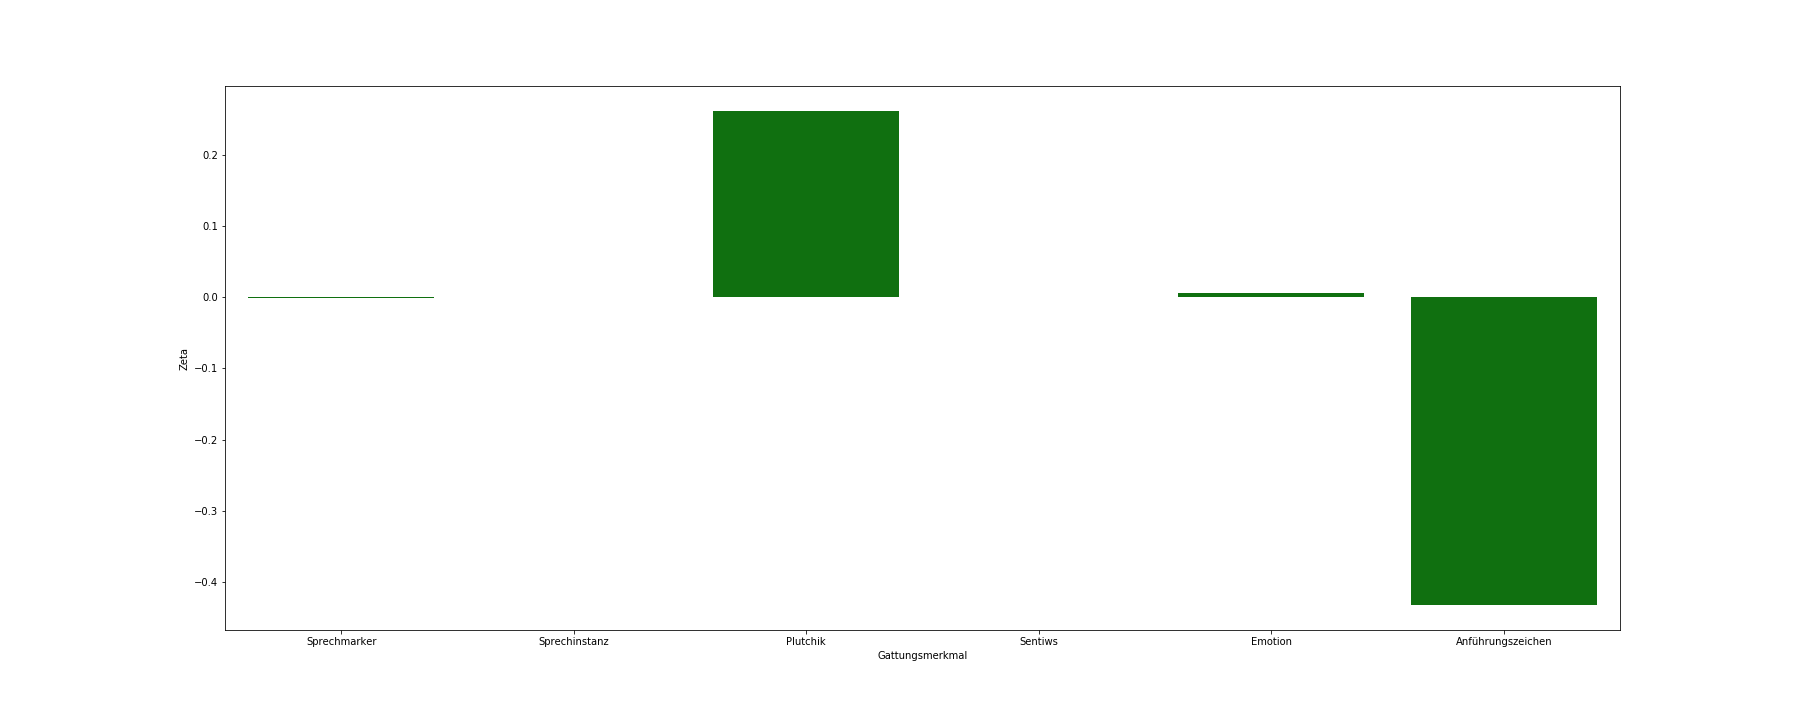 0.2
0.1
0.0
−0.1
−0.2
−0.3
−0.4
Zeta
Sprechmarker Sprechinstanz Plutchik Sentiws Emotion Anführungszeichen
Gattungsmerkmal